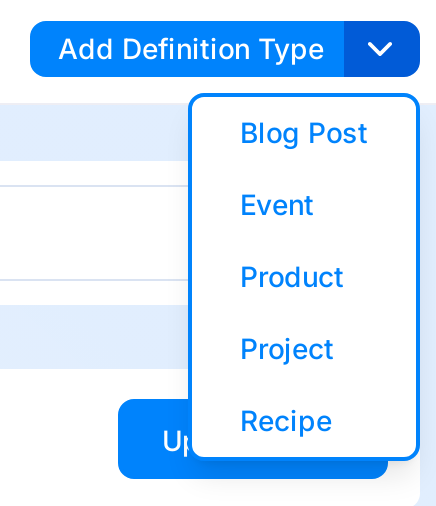 Add Definition Type
Blog Post
Event
Product
Project
Recipe